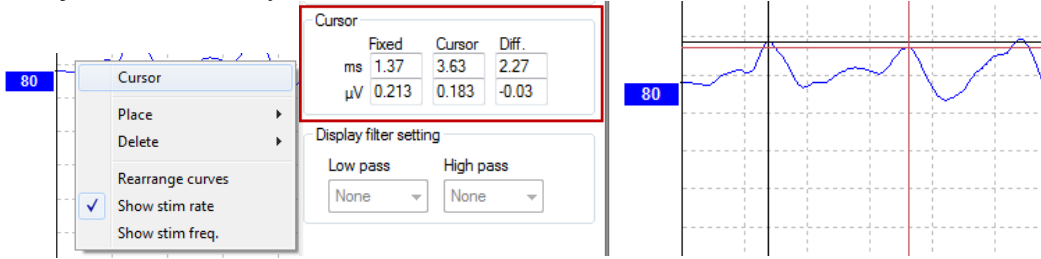 80
Cursor
Place
Delete
Rearrange curves
Show stim rate
Show stim freq.
Cursor
Fixed Cursor Diff.
ms 1.37 3.63 2.27
µV 0.213 0.183 -0.03
Display filter setting
Low pass High pass
None None
80